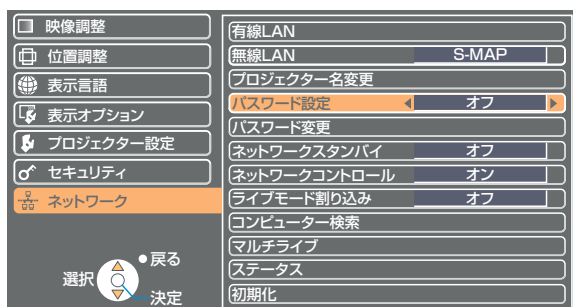 映像調整
位置調整
表示言語
表示オプション
プロジェクター設定
セキュリティ
ネットワーク
戻る
選択
決定
有線LAN
無線LAN S-MAP
プロジェクター名変更
パスワード設定 オフ
パスワード変更
ネットワークスタンバイ オフ
ネットワークコントロール オン
ライブモード割り込み オフ
コンピューター検索
マルチライブ
ステータス
初期化